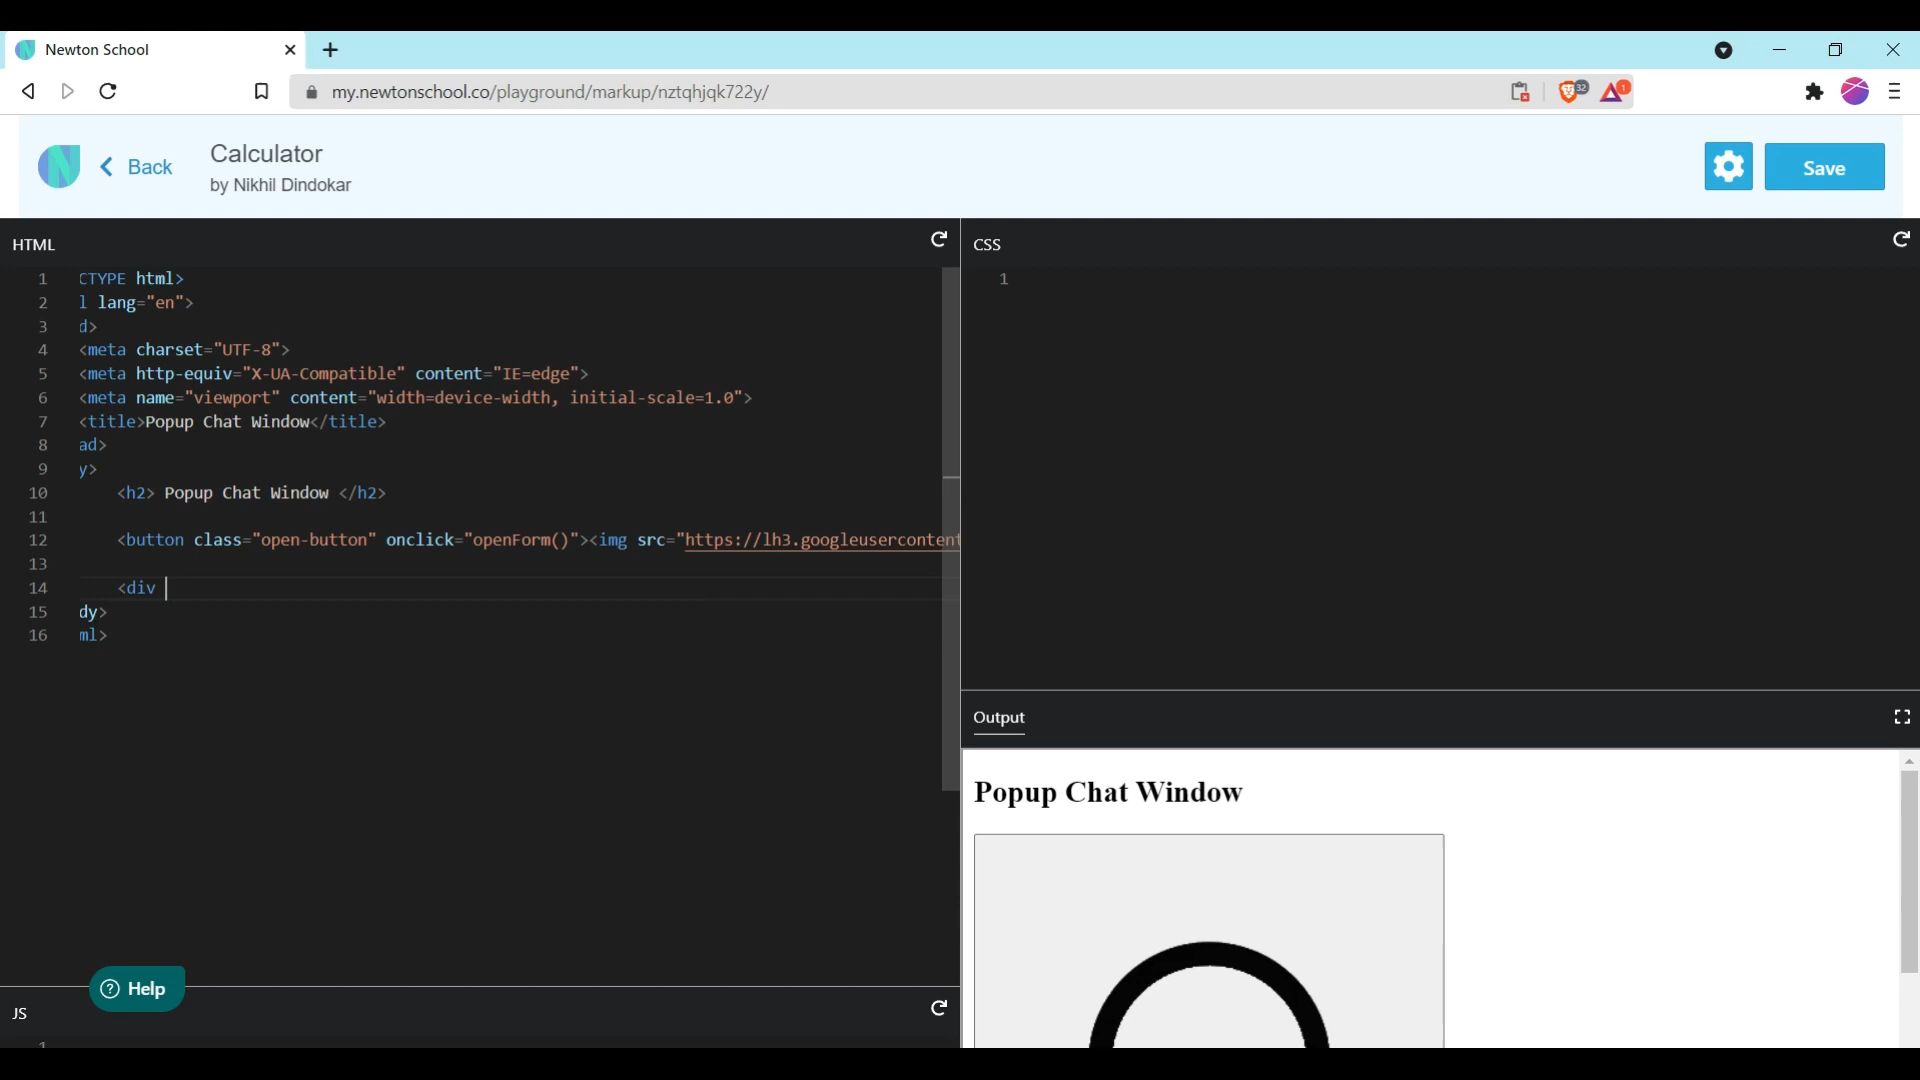 Newton School
my.newtonschool.co/playground/markup/nztqhjqk722y/
32
1
Back
Calculator
by Nikhil Dindokar
Save
HTML
1 CTYPE html>
2 l lang="en">
3 d>
4 <meta charset="UTF-8">
5 <meta http-equiv="X-UA-Compatible" content="IE=edge">
6 <meta name="viewport" content="width=device-width, initial-scale=1.0">
7 <title>Popup Chat Window</title>
8 ad>
9 y>
10 <h2> Popup Chat Window </h2>
11
12 <button class="open-button" onclick="openForm()"><img src="https://lh3.googleusercontent
13
14 <div
15 dy>
16 ml>
CSS
1
Output
Popup Chat Window
Help
JS
1